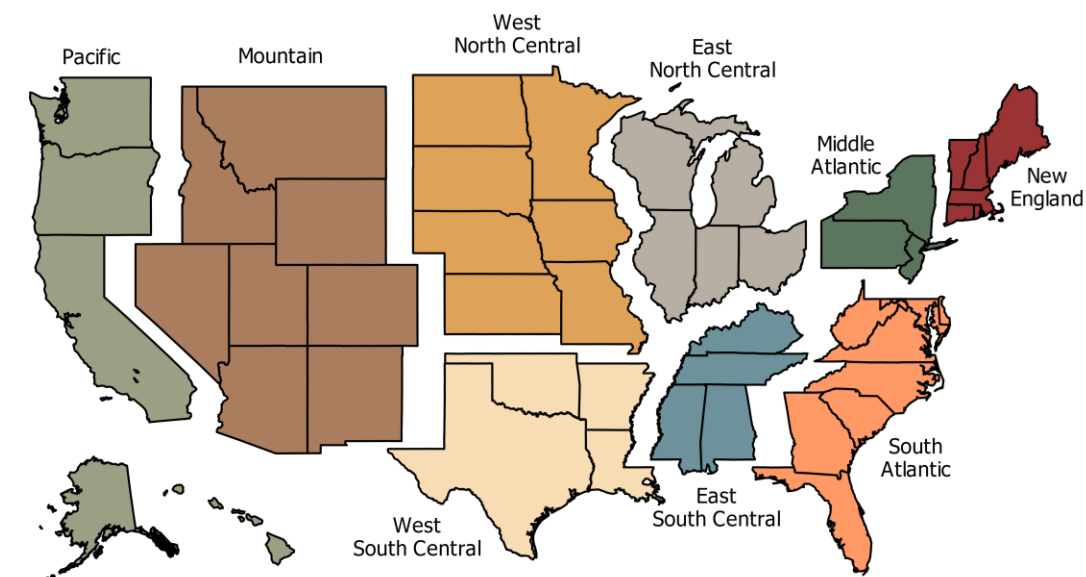 Pacific
Mountain
West
North Central
East
North Central
Middle
Atlantic
New
England
South
Atlantic
East
South Central
West
South Central